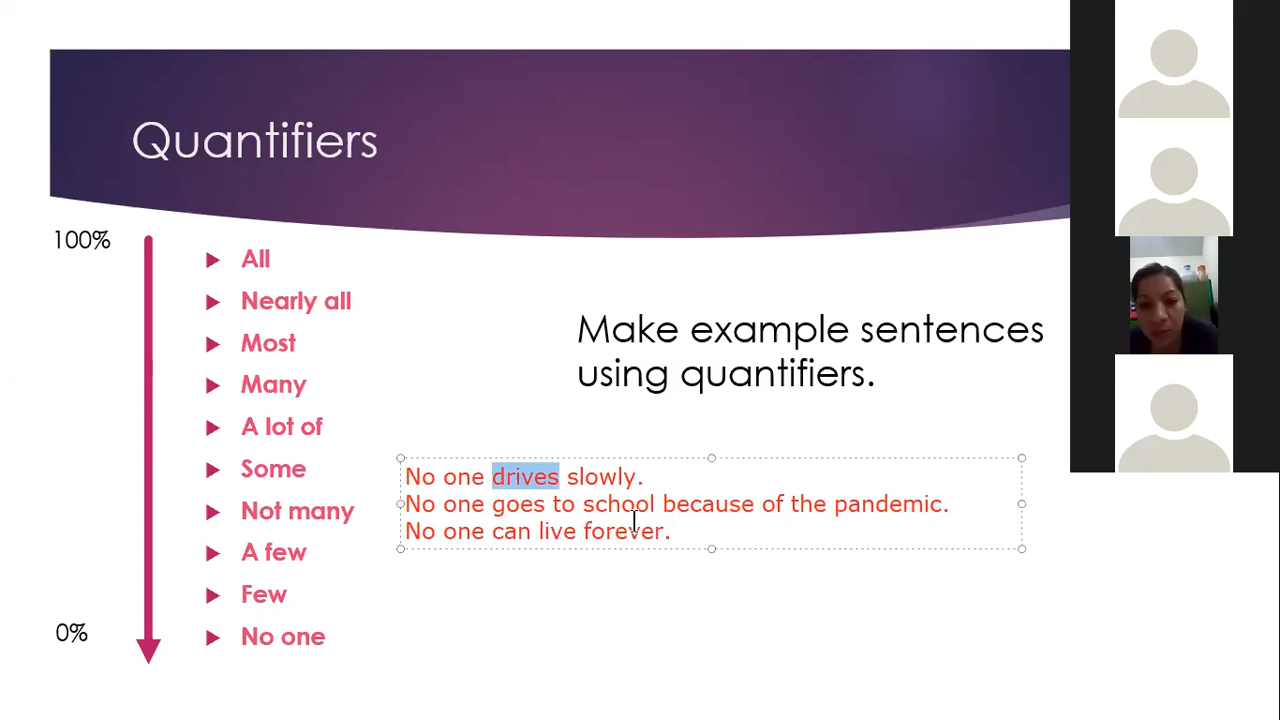 Quantifiers
100%
All
Nearly all
Most
Many
A lot of
Some
Not many
A few
Few
No one
0%
Make example sentences
using quantifiers.
No one drives slowly.
No one goes to school because of the pandemic.
No one can live forever.